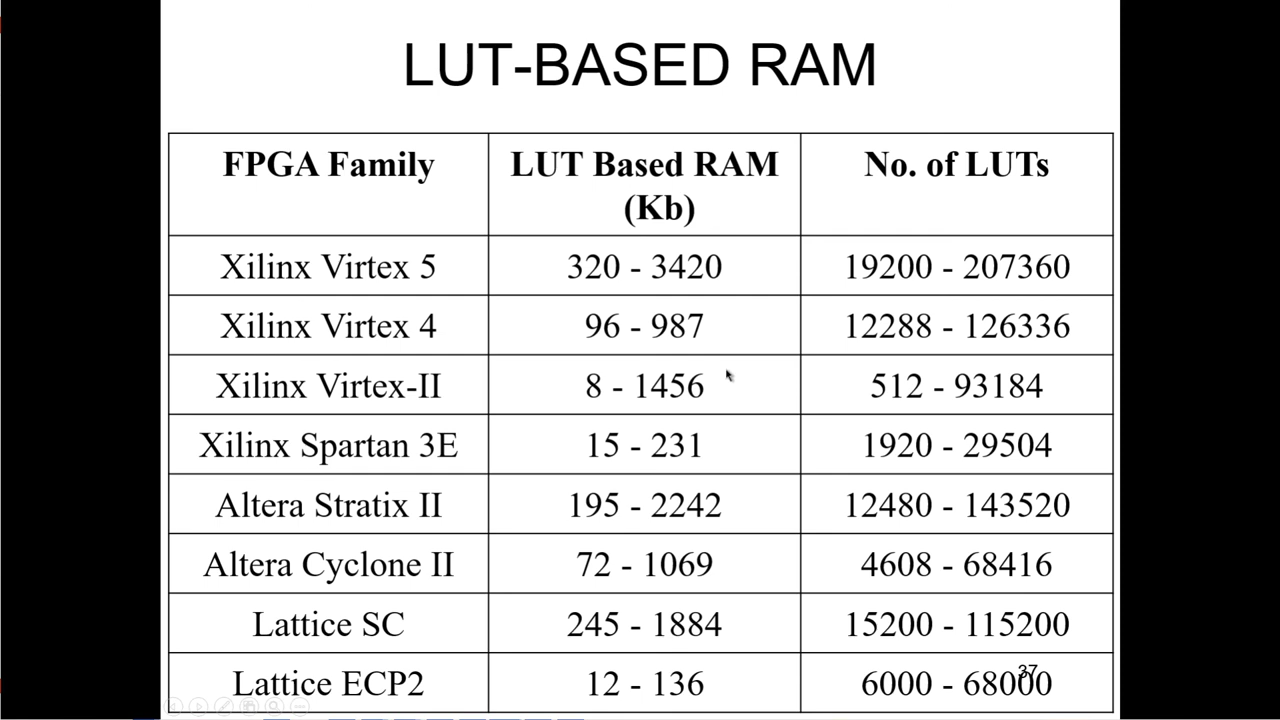 LUT-BASED RAM
FPGA Family LUT Based RAM (Kb) No. of LUTs
Xilinx Virtex 5 320 - 3420 19200 - 207360
Xilinx Virtex 4 96 - 987 12288 - 126336
Xilinx Virtex-II 8 - 1456 512 - 93184
Xilinx Spartan 3E 15 - 231 1920 - 29504
Altera Stratix II 195 - 2242 12480 - 143520
Altera Cyclone II 72 - 1069 4608 - 68416
Lattice SC 245 - 1884 15200 - 115200
Lattice ECP2 12 - 136 6000 - 68000
37